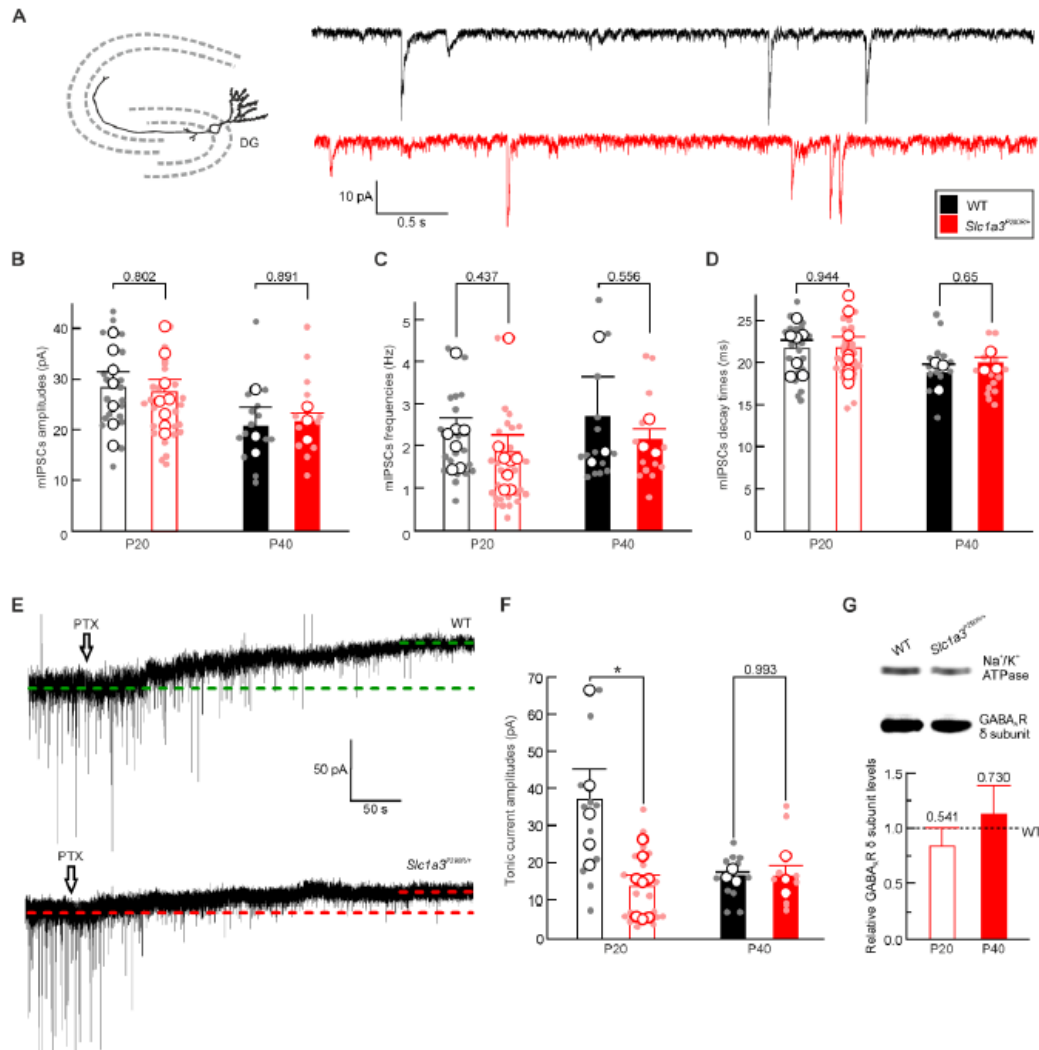 A
DG
10 pA
0.5 s
WT
Slc1a3P290R/+
B
0.802
0.891
mIPSCs amplitudes (pA)
40
30
20
10
0
P20
P40
C
0.437
0.556
mIPSCs frequencies (Hz)
5
4
3
2
1
0
P20
P40
D
0.944
0.65
mIPSCs decay times (ms)
25
20
15
10
5
0
P20
P40
E
PTX
WT
50 pA
50 s
PTX
Slc1a3P290R/+
F
*
0.993
Tonic current amplitudes (pA)
70
60
50
40
30
20
10
0
P20
P40
G
WT
Slc1a3P290R/+
Na+/K+
ATPase
GABAAR
δ subunit
Relative GABAAR δ subunit levels
0.730
0.541
WT
1.0
0.5
0.0
P20
P40